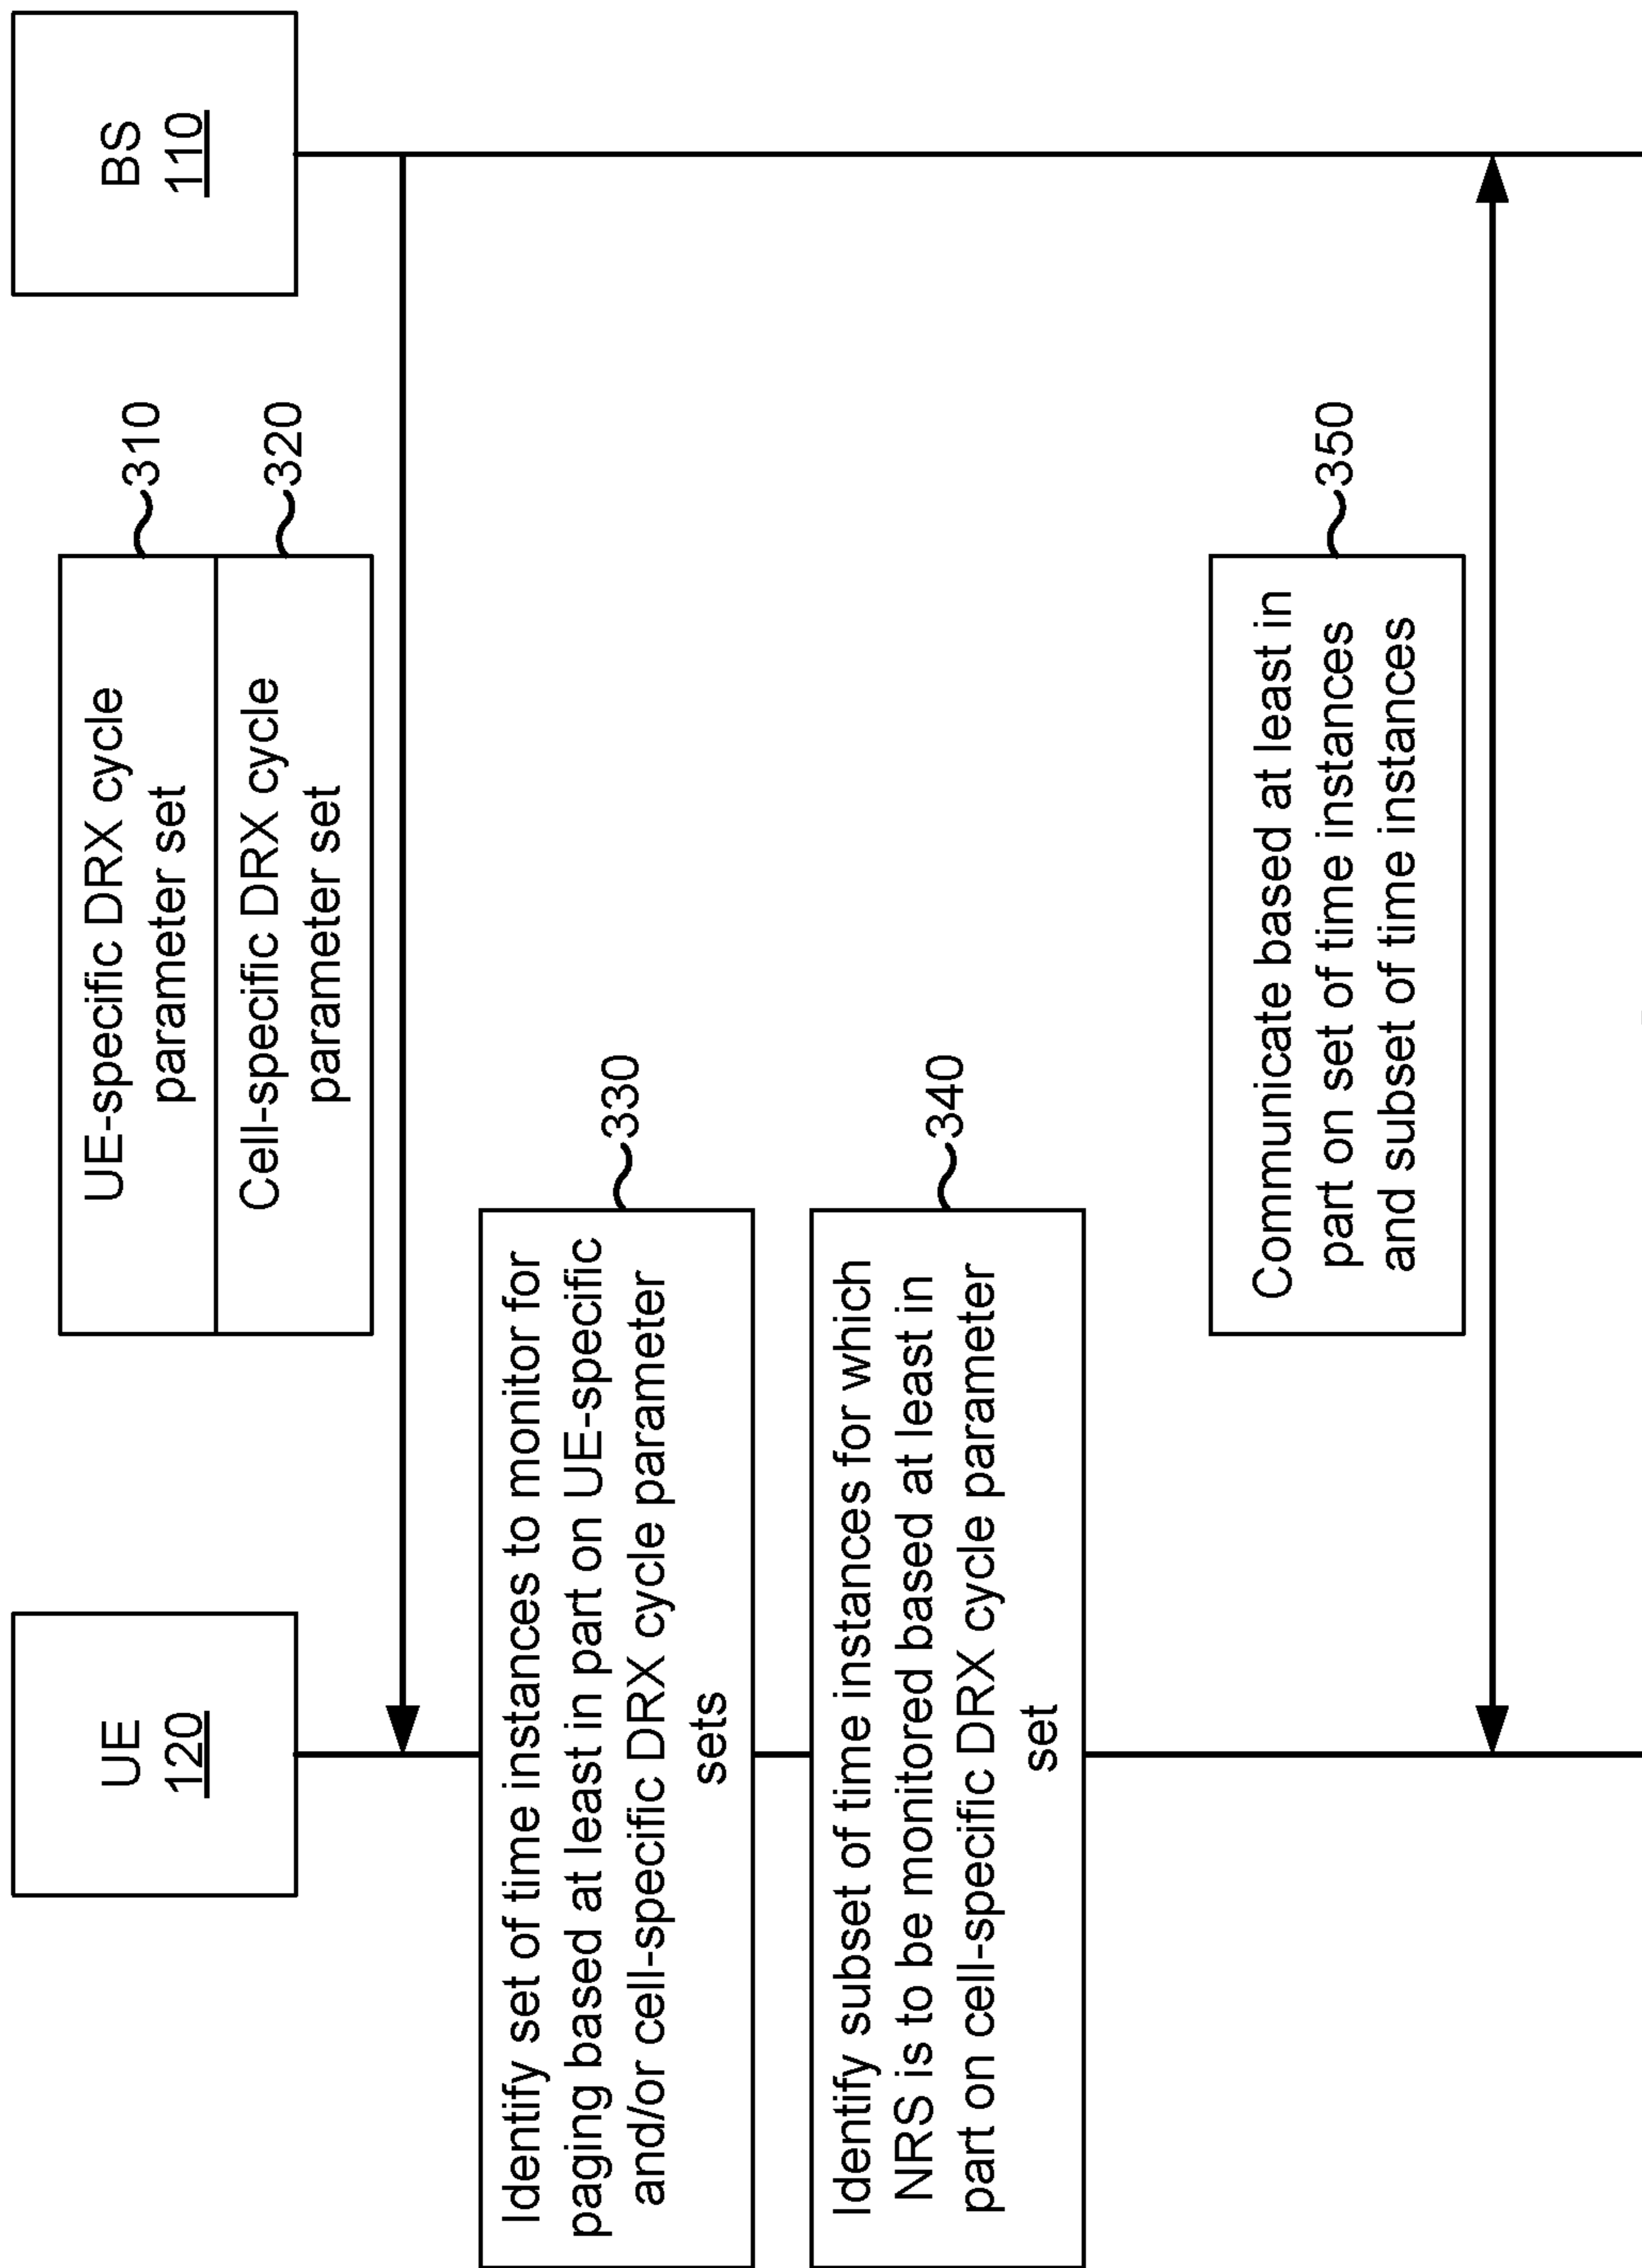 UE
120
BS
110
UE-specific DRX cycle
parameter set
310
Cell-specific DRX cycle
parameter set
320
Identify set of time instances to monitor for
paging based at least in part on UE-specific
and/or cell-specific DRX cycle parameter
sets
330
Identify subset of time instances for which
NRS is to be monitored based at least in
part on cell-specific DRX cycle parameter
set
340
Communicate based at least in
part on set of time instances
and subset of time instances
350